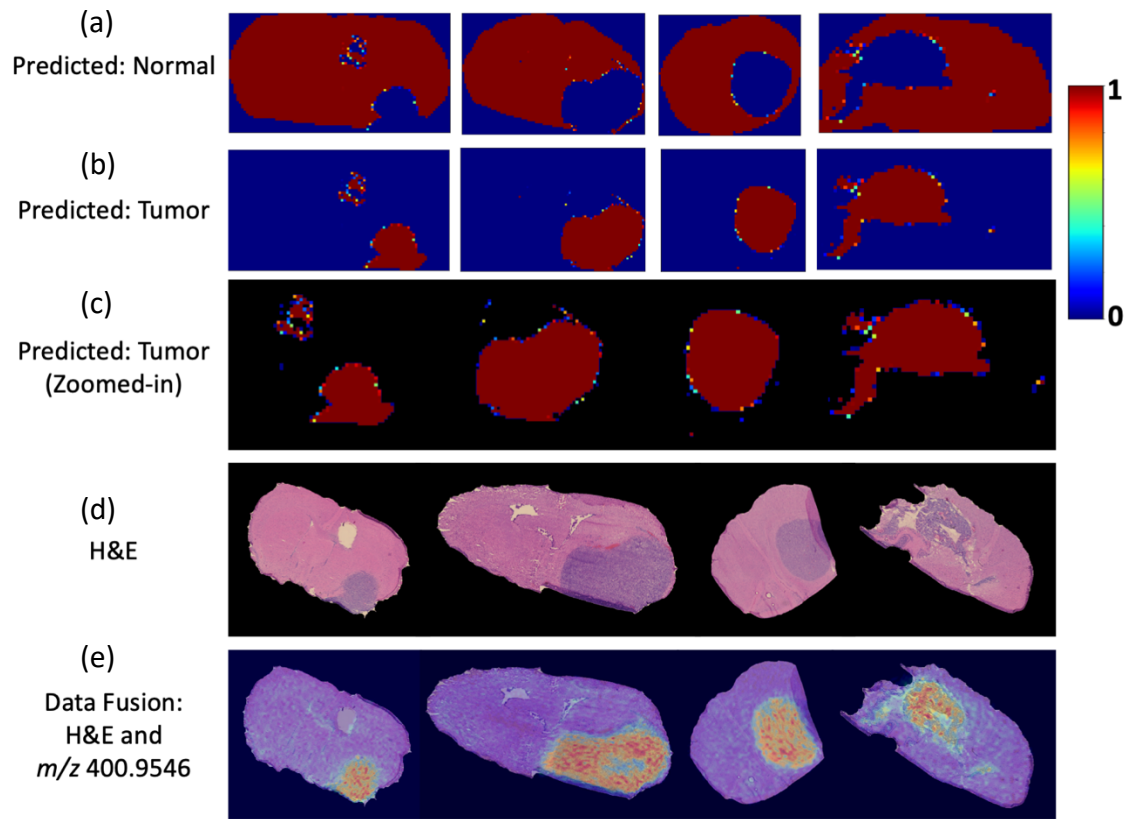 (a)
Predicted: Normal
1
(b)
Predicted: Tumor
0
(c)
Predicted: Tumor
(Zoomed-in)
(d)
H&E
(e)
Data Fusion:
H&E and
m/z 400.9546